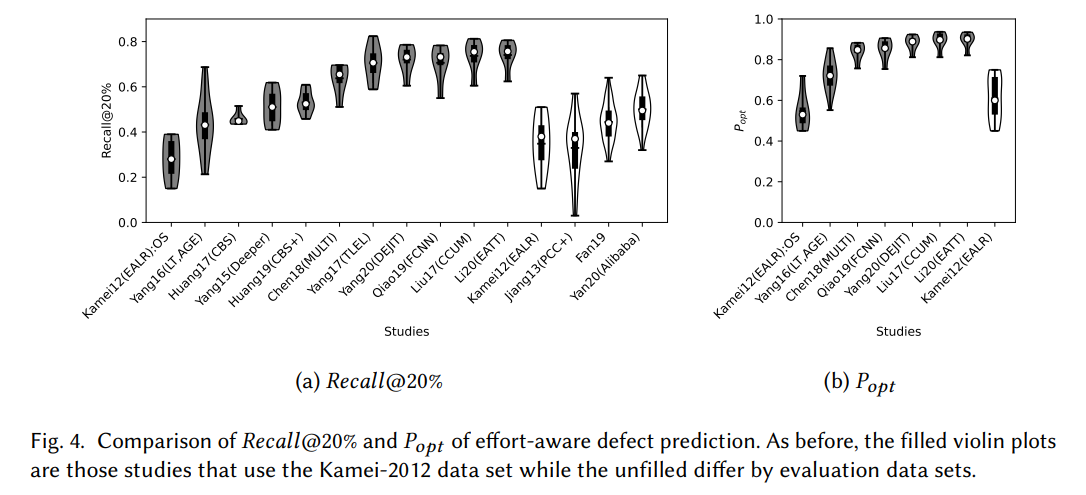 0.8
0.6
0.4
0.2
0.0
Recall@20%
Kamei12(EALR):OS
Yang16(LT,AGE)
Huang17(CBS)
Yang15(Deeper)
Huang19(CBS+)
Chen18(MULTI)
Yang17(TLEL)
Yang20(DEJIT)
Qiao19(FCNN)
Liu17(CCUM)
Li20(EATT)
Kamei12(EALR)
Jiang13(PCC+)
Fan19
Yan20(Alibaba)
Studies
(a) Recall@20%
1.0
0.8
0.6
0.4
0.2
0.0
Popt
Kamei12(EALR):OS
Yang16(LT,AGE)
Chen18(MULTI)
Qiao19(FCNN)
Yang20(DEJIT)
Liu17(CCUM)
Li20(EATT)
Kamei12(EALR)
Studies
(b) Popt
Fig. 4. Comparison of Recall@20% and Popt of effort-aware defect prediction. As before, the filled violin plots
are those studies that use the Kamei-2012 data set while the unfilled differ by evaluation data sets.